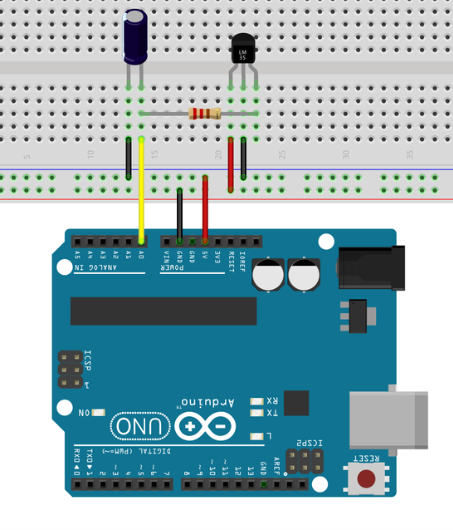 LM
35
5
10
15
20
25
30
35
A5
A4
A3
A2
A1
A0
VIN
GND
GND
5V
3V3
RESET
IOREF
ANALOG IN
POWER
ICSP
1
ON
UNO
Arduino
TM
RX
TX
L
ICSP2
RESET
DIGITAL (PWM=~)
RXD◀0
TXD▶1
2
~3
4
~5
~6
7
8
~9
~10
~11
12
13
GND
AREF